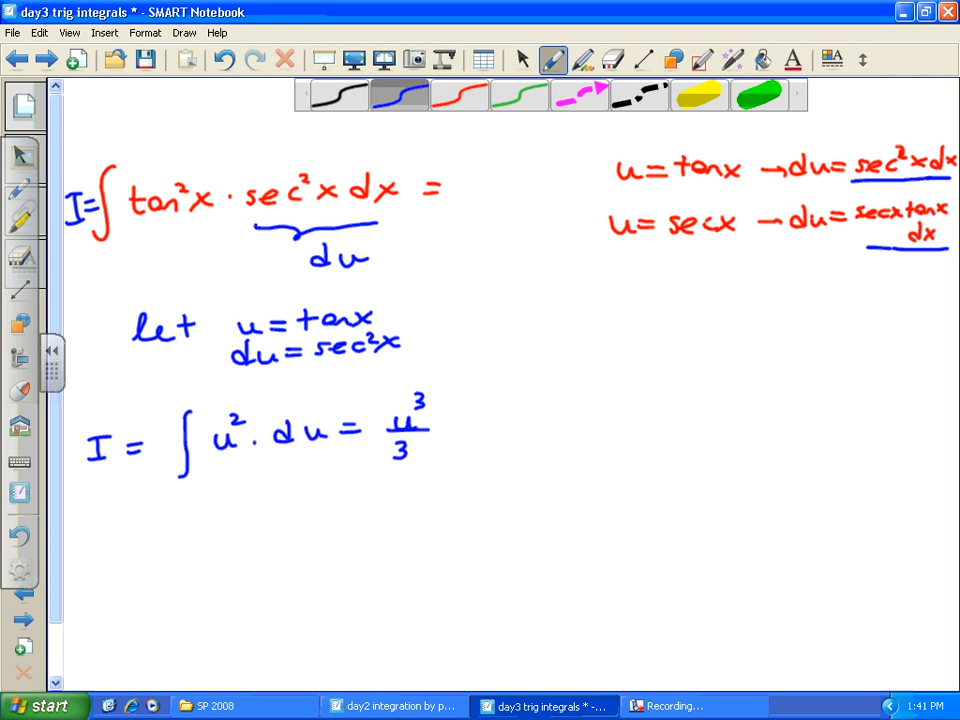 day3 trig integrals * - SMART Notebook
File Edit View Insert Format Draw Help
I = ∫ tan²x · sec²x dx =
du
u = tanx → du = sec²x dx
u = secx → du = secx tanx
dx
let u = tanx
du = sec²x
I = ∫ u² · du = u³/3
start
SP 2008
day2 integration by p...
day3 trig integrals * -...
Recording...
1:41 PM